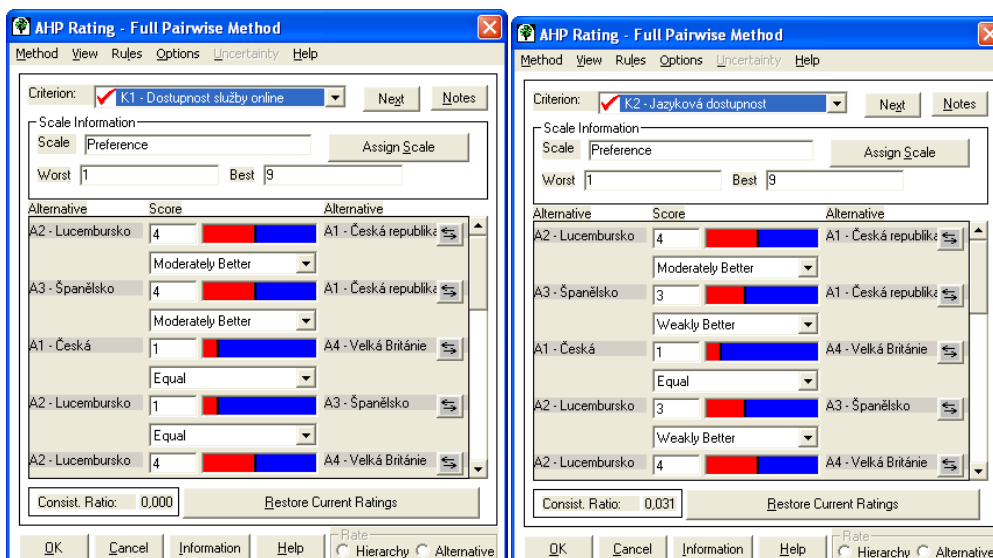 AHP Rating - Full Pairwise Method
Method View Rules Options Uncertainty Help
Criterion: K1 - Dostupnost služby online Next Notes
Scale Information
Scale Preference Assign Scale
Worst 1 Best 9
Alternative Score Alternative
A2 - Lucembursko 4 A1 - Česká republika
Moderately Better
A3 - Španělsko 4 A1 - Česká republika
Moderately Better
A1 - Česká 1 A4 - Velká Británie
Equal
A2 - Lucembursko 1 A3 - Španělsko
Equal
A2 - Lucembursko 4 A4 - Velká Británie
Consist. Ratio: 0,000 Restore Current Ratings
Rate
OK Cancel Information Help Hierarchy Alternative
AHP Rating - Full Pairwise Method
Method View Rules Options Uncertainty Help
Criterion: K2 - Jazyková dostupnost Next Notes
Scale Information
Scale Preference Assign Scale
Worst 1 Best 9
Alternative Score Alternative
A2 - Lucembursko 4 A1 - Česká republika
Moderately Better
A3 - Španělsko 3 A1 - Česká republika
Weakly Better
A1 - Česká 1 A4 - Velká Británie
Equal
A2 - Lucembursko 3 A3 - Španělsko
Weakly Better
A2 - Lucembursko 4 A4 - Velká Británie
Consist. Ratio: 0,031 Restore Current Ratings
Rate
OK Cancel Information Help Hierarchy Alternative